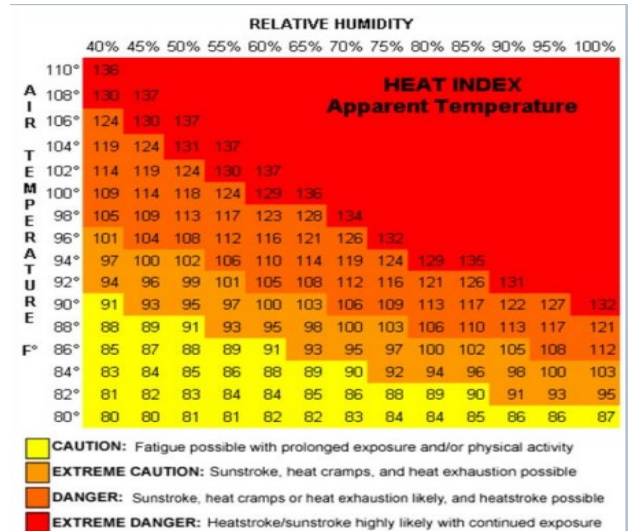 RELATIVE HUMIDITY
40% 45% 50% 55% 60% 65% 70% 75% 80% 85% 90% 95% 100%
AIR TEMPERATURE F°
HEAT INDEX
Apparent Temperature
110° 136
108° 130 137
106° 124 130 137
104° 119 124 131 137
102° 114 119 124 130 137
100° 109 114 118 124 129 136
98° 105 109 113 117 123 128 134
96° 101 104 108 112 116 121 126 132
94° 97 100 102 106 110 114 119 124 129 135
92° 94 96 99 101 105 108 112 116 121 126 131
90° 91 93 95 97 100 103 106 109 113 117 122 127 132
88° 88 89 91 93 95 98 100 103 106 110 113 117 121
86° 85 87 88 89 91 93 95 97 100 102 105 108 112
84° 83 84 85 86 88 89 90 92 94 96 98 100 103
82° 81 82 83 84 84 85 86 88 89 90 91 93 95
80° 80 80 81 81 82 82 83 84 84 85 86 86 87
CAUTION: Fatigue possible with prolonged exposure and/or physical activity
EXTREME CAUTION: Sunstroke, heat cramps, and heat exhaustion possible
DANGER: Sunstroke, heat cramps or heat exhaustion likely, and heatstroke possible
EXTREME DANGER: Heatstroke/sunstroke highly likely with continued exposure